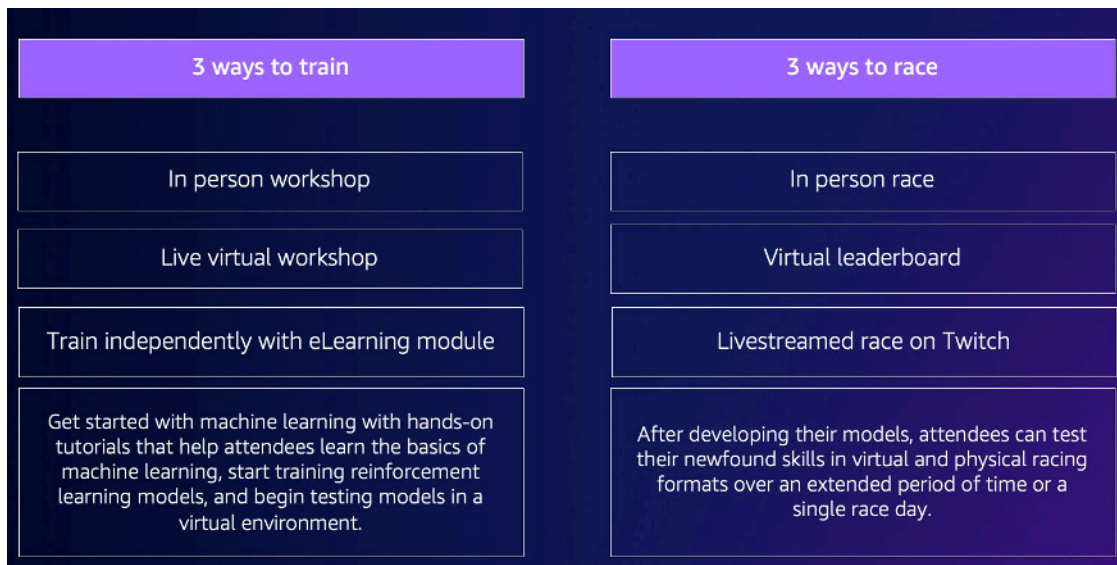 3 ways to train
In person workshop
Live virtual workshop
Train independently with eLearning module
Get started with machine learning with hands-on
tutorials that help attendees learn the basics of
machine learning, start training reinforcement
learning models, and begin testing models in a
virtual environment.
3 ways to race
In person race
Virtual leaderboard
Livestreamed race on Twitch
After developing their models, attendees can test
their newfound skills in virtual and physical racing
formats over an extended period of time or a
single race day.